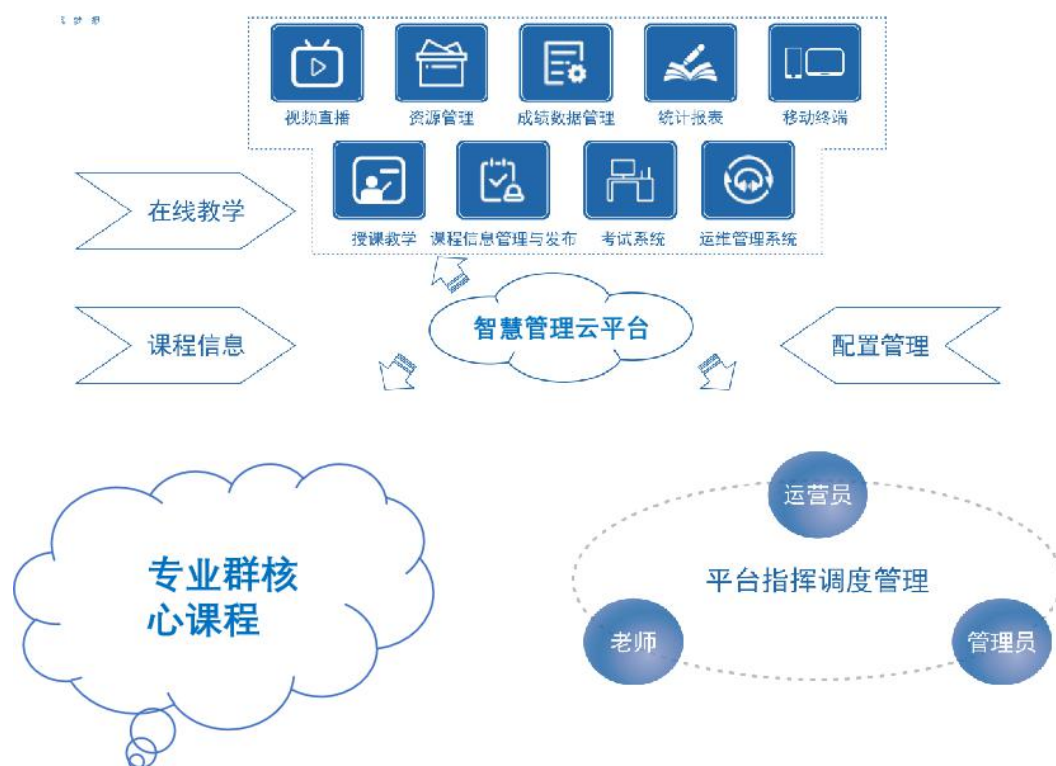 视频直播
资源管理
成绩数据管理
统计报表
移动终端
授课教学
课程信息管理与发布
考试系统
运维管理系统
在线教学
智慧管理云平台
课程信息
配置管理
运营员
专业群核
心课程
平台指挥调度管理
老师
管理员